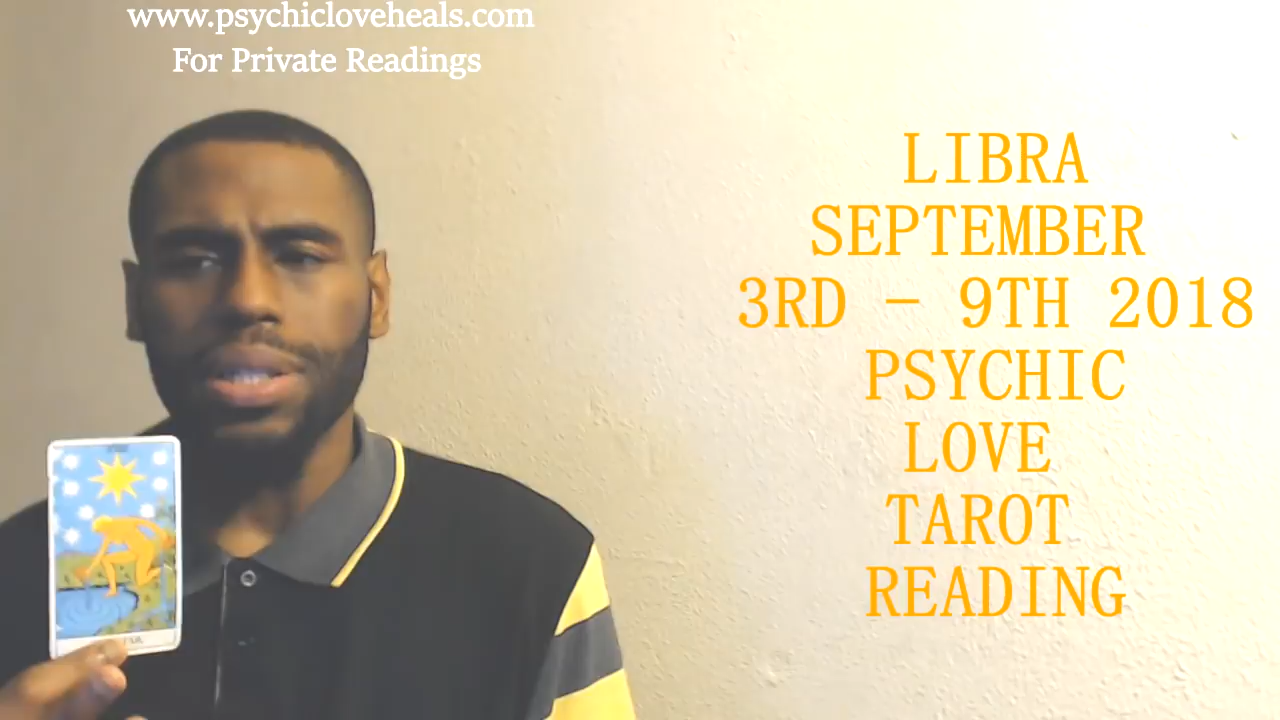 www.psychicloveheals.com
For Private Readings
LIBRA
SEPTEMBER
3RD - 9TH 2018
PSYCHIC
LOVE
TAROT
READING